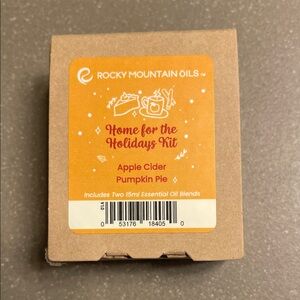 ROCKY MOUNTAIN OILS
Home for the
Holidays Kit
Apple Cider
Pumpkin Pie
Includes Two 15ml Essential Oil Blends
0 53176 18405 0